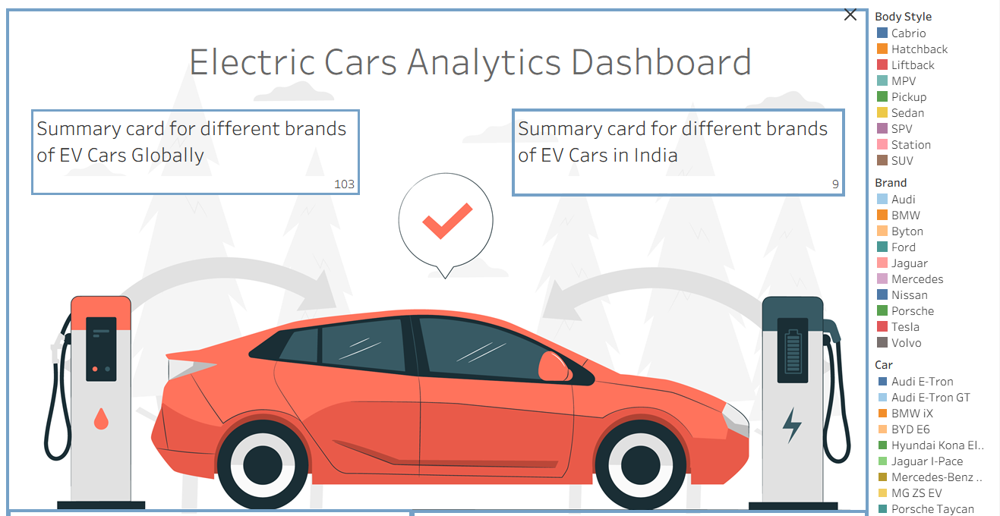 Electric Cars Analytics Dashboard
Summary card for different brands
of EV Cars Globally
103
Summary card for different brands
of EV Cars in India
9
Body Style
Cabrio
Hatchback
Liftback
MPV
Pickup
Sedan
SPV
Station
SUV
Brand
Audi
BMW
Byton
Ford
Jaguar
Mercedes
Nissan
Porsche
Tesla
Volvo
Car
Audi E-Tron
Audi E-Tron GT
BMW iX
BYD E6
Hyundai Kona El..
Jaguar I-Pace
Mercedes-Benz ..
MG ZS EV
Porsche Taycan